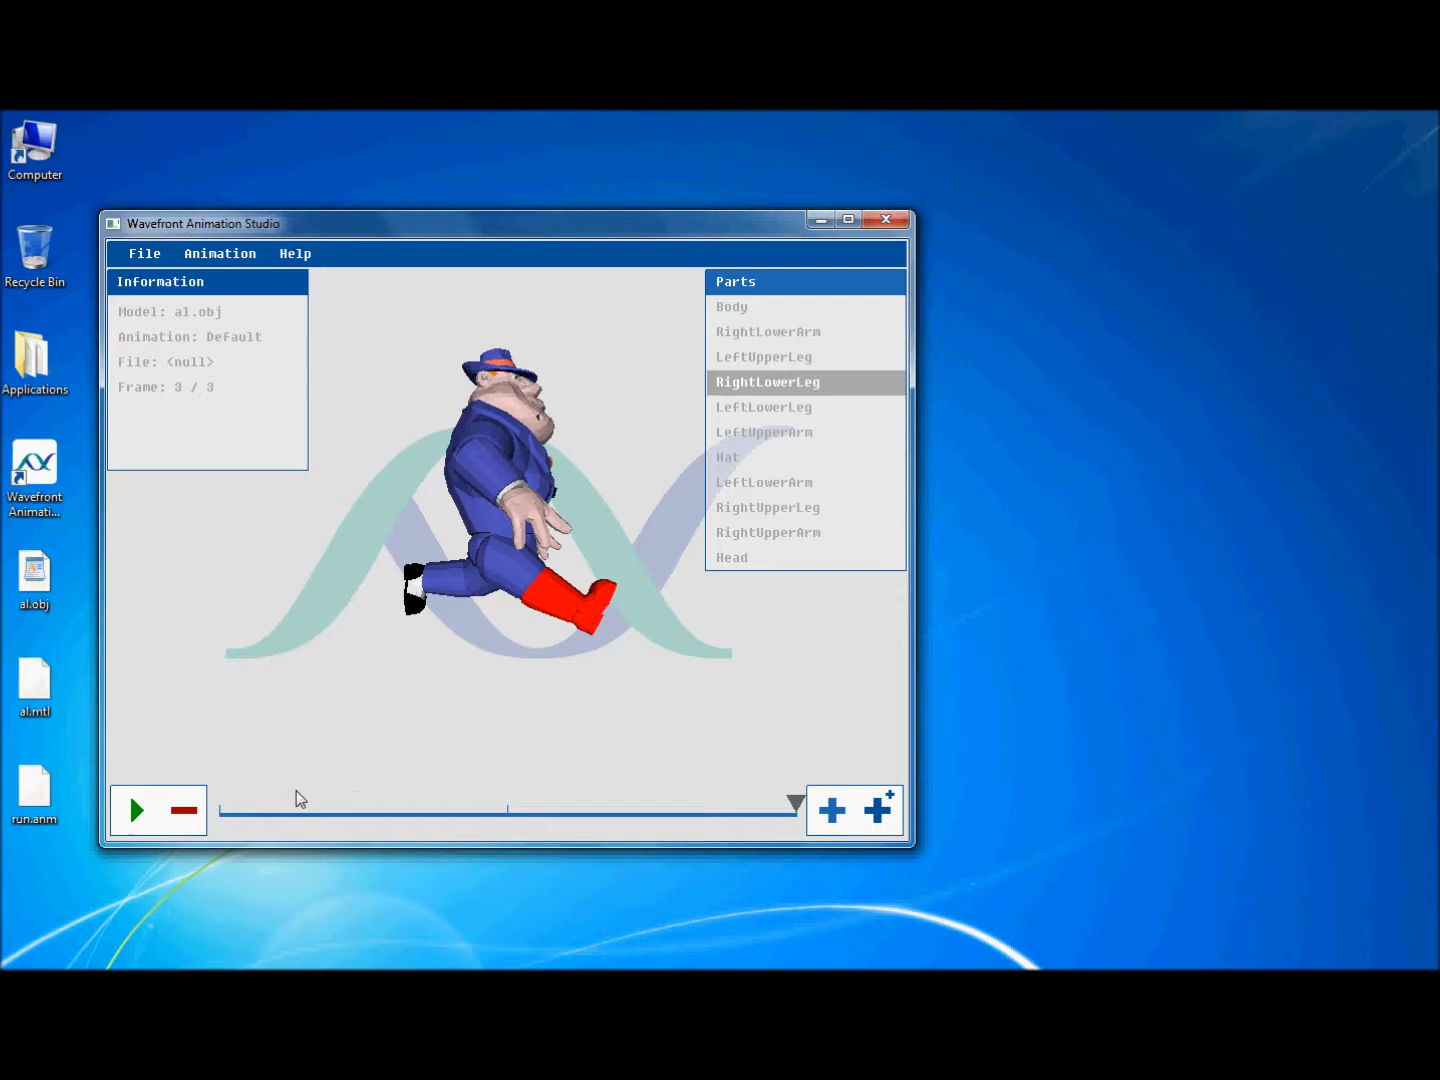 Computer
Recycle Bin
Applications
Wavefront
Animati...
al.obj
al.mtl
run.anm
Wavefront Animation Studio
File Animation Help
Information
Model: al.obj
Animation: Default
File: <null>
Frame: 3 / 3
Parts
Body
RightLowerArm
LeftUpperLeg
RightLowerLeg
LeftLowerLeg
LeftUpperArm
Hat
LeftLowerArm
RightUpperLeg
RightUpperArm
Head